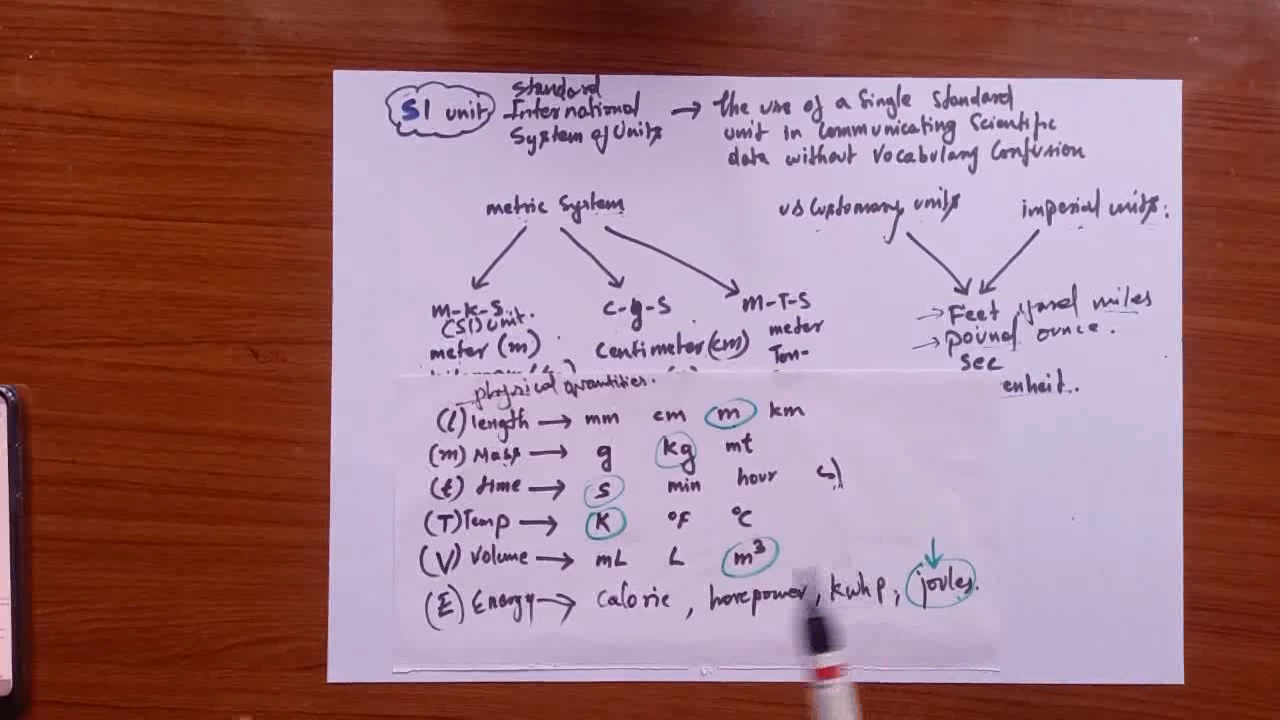 SI unit
Standard
International
System of Units
→ The use of a Single Standard
unit in Communicating Scientific
data without Vocabulary Confusion
metric System
us Customary units
imperial units.
m-k-s
(SI) unit.
meter (m)
c-g-s
centimeter (cm)
M-T-S
meter
Ton-
→ Feet yard miles
→ pound ounce.
sec
enheit..
physical quantities.
(l) length → mm cm m km
(m) Mass → g kg mt
(t) time → s min hour
(T) Temp → K °F °C
(V) Volume → mL L m³
(E) Energy → calorie, horepower, kwhp, joules.